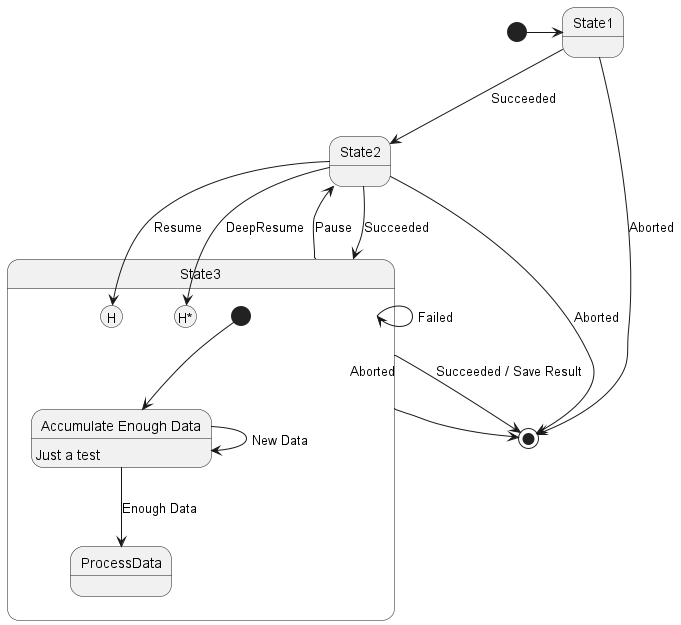 State1
Succeeded
State2
Resume
DeepResume
Pause
Succeeded
Aborted
State3
H
H*
Failed
Aborted
Aborted
Succeeded / Save Result
Accumulate Enough Data
Just a test
New Data
Enough Data
ProcessData